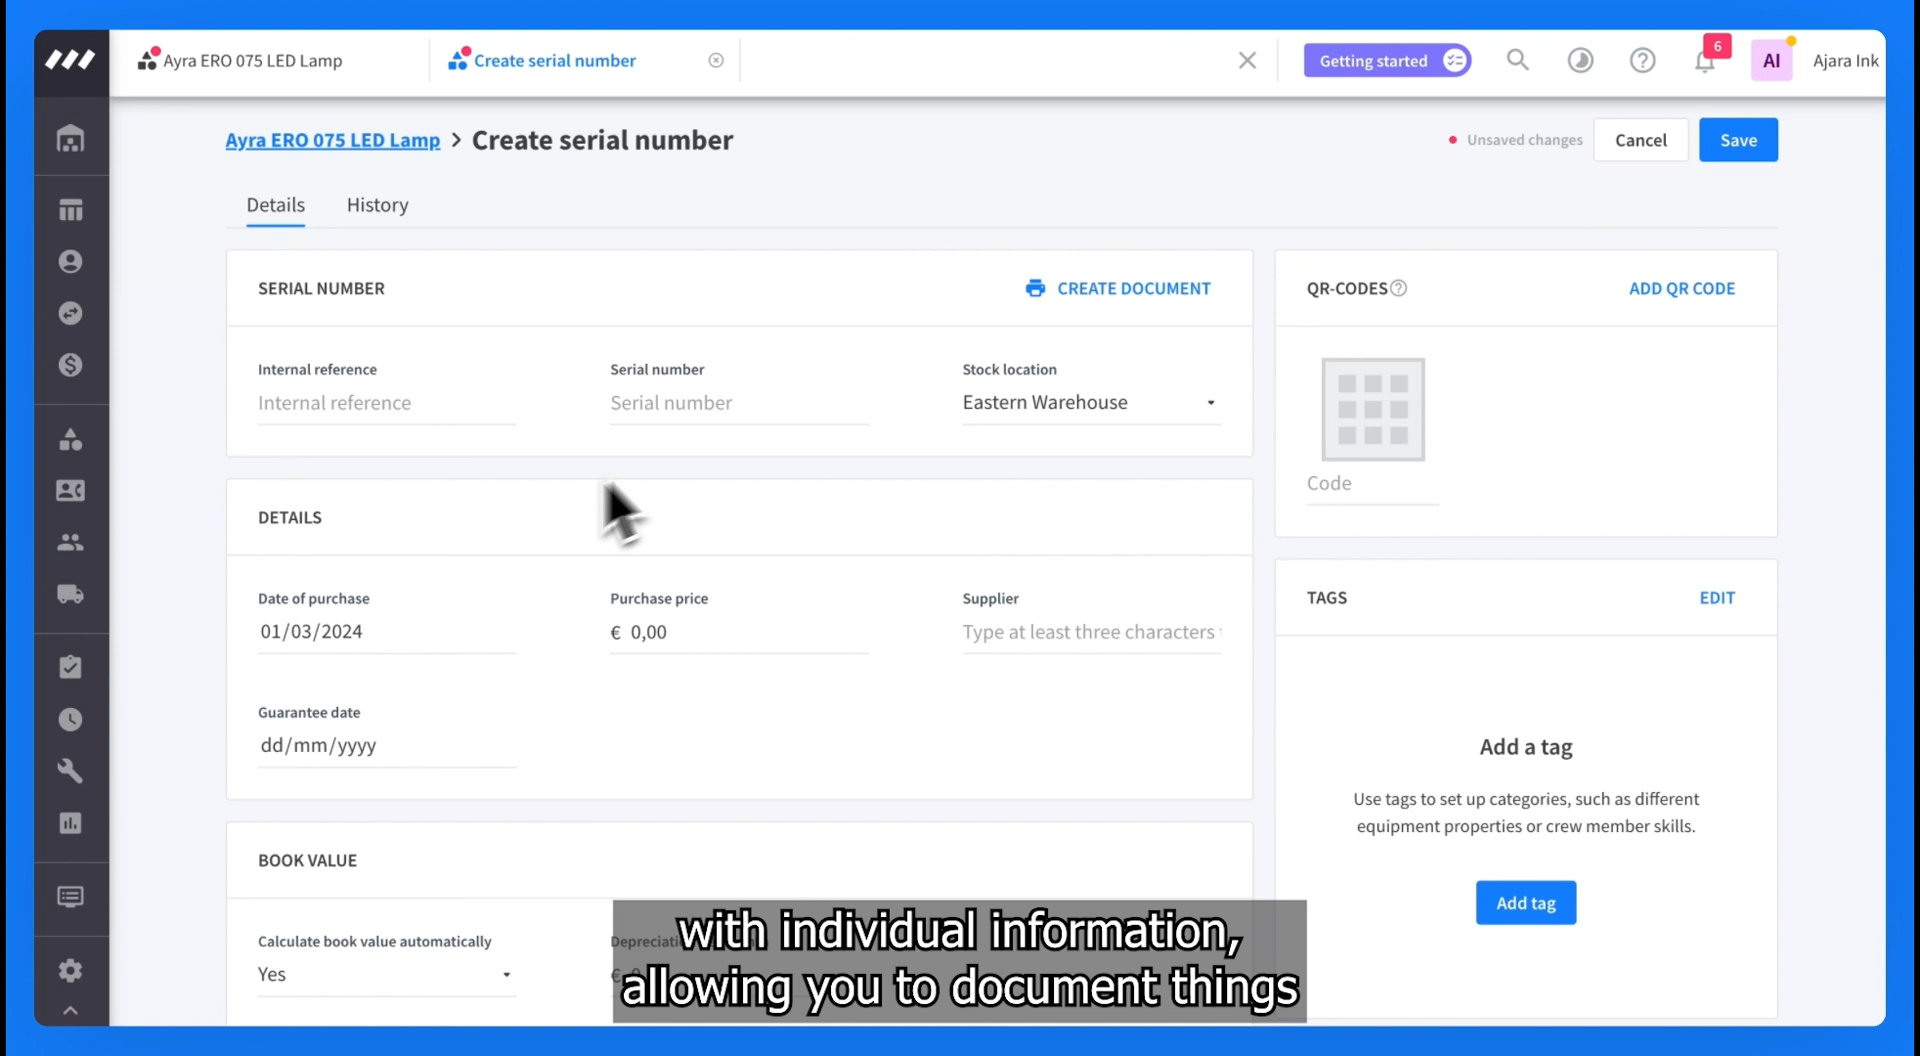 Ayra ERO 075 LED Lamp
Create serial number
Getting started
6
AI
Ajara Ink
Ayra ERO 075 LED Lamp > Create serial number
Unsaved changes
Cancel
Save
Details
History
SERIAL NUMBER
CREATE DOCUMENT
Internal reference
Internal reference
Serial number
Serial number
Stock location
Eastern Warehouse
DETAILS
Date of purchase
01/03/2024
Purchase price
€ 0,00
Supplier
Type at least three characters
Guarantee date
dd/mm/yyyy
BOOK VALUE
Calculate book value automatically
Yes
QR-CODES
ADD QR CODE
Code
TAGS
EDIT
Add a tag
Use tags to set up categories, such as different
equipment properties or crew member skills.
Add tag
with individual information,
allowing you to document things